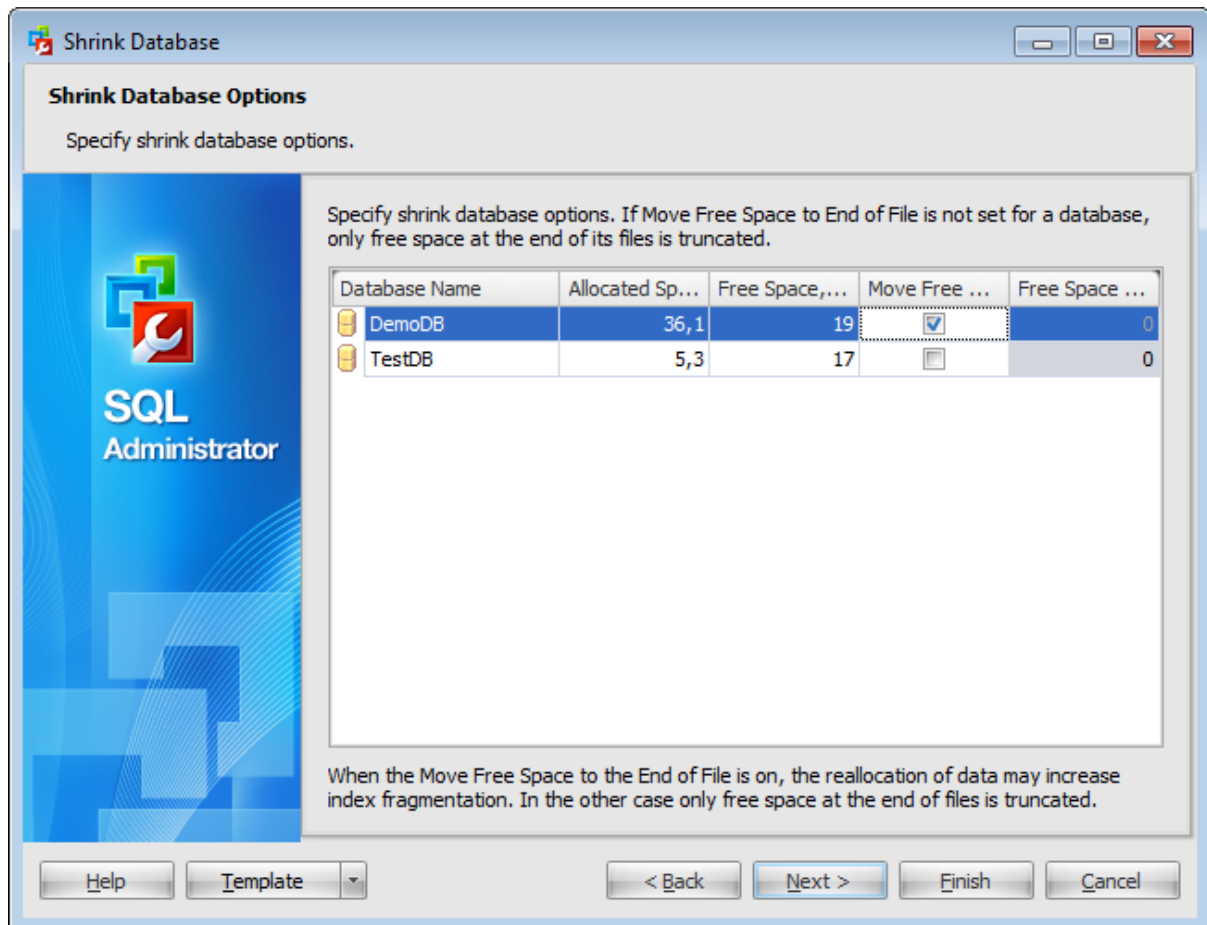 Shrink Database
Shrink Database Options
Specify shrink database options.
Specify shrink database options. If Move Free Space to End of File is not set for a database,
only free space at the end of its files is truncated.
Database Name Allocated Sp... Free Space,... Move Free ... Free Space ...
DemoDB 36,1 19 0
TestDB 5,3 17 0
SQL
Administrator
When the Move Free Space to the End of File is on, the reallocation of data may increase
index fragmentation. In the other case only free space at the end of files is truncated.
Help Template < Back Next > Finish Cancel